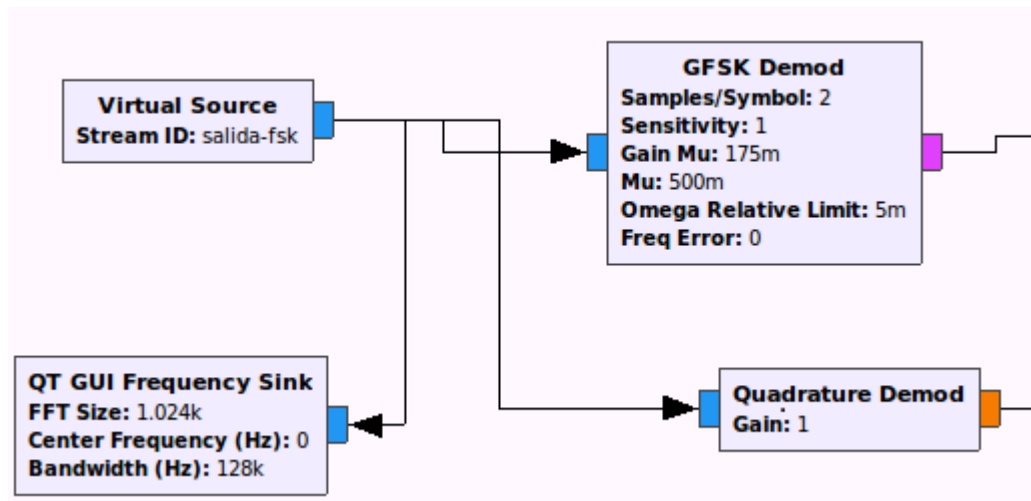 Virtual Source
Stream ID: salida-fsk
GFSK Demod
Samples/Symbol: 2
Sensitivity: 1
Gain Mu: 175m
Mu: 500m
Omega Relative Limit: 5m
Freq Error: 0
QT GUI Frequency Sink
FFT Size: 1.024k
Center Frequency (Hz): 0
Bandwidth (Hz): 128k
Quadrature Demod
Gain: 1